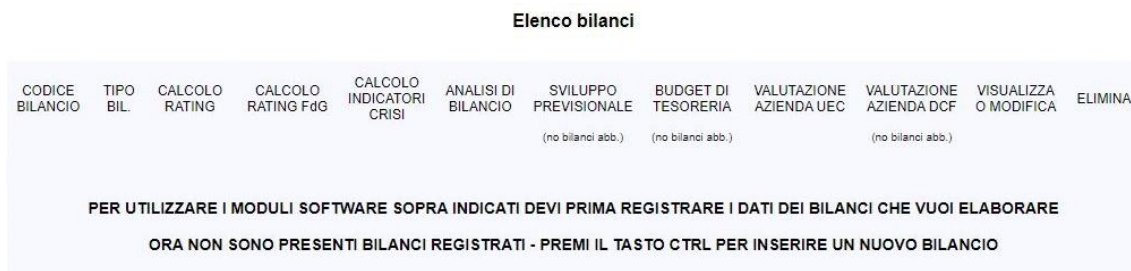 Elenco bilanci
CODICE BILANCIO
TIPO BIL.
CALCOLO RATING
CALCOLO RATING FdG
CALCOLO INDICATORI CRISI
ANALISI DI BILANCIO
SVILUPPO PREVISIONALE
(no bilanci abb.)
BUDGET DI TESORERIA
(no bilanci abb.)
VALUTAZIONE AZIENDA UEC
VALUTAZIONE AZIENDA DCF
(no bilanci abb.)
VISUALIZZA O MODIFICA
ELIMINA
PER UTILIZZARE I MODULI SOFTWARE SOPRA INDICATI DEVI PRIMA REGISTRARE I DATI DEI BILANCI CHE VUOI ELABORARE
ORA NON SONO PRESENTI BILANCI REGISTRATI - PREMI IL TASTO CTRL PER INSERIRE UN NUOVO BILANCIO